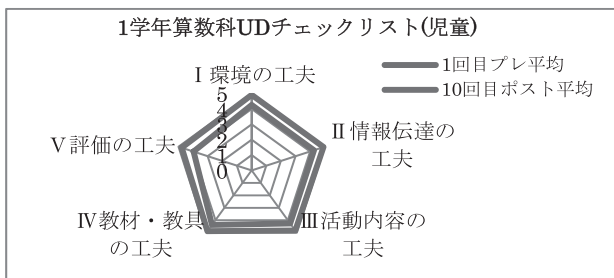 1学年算数科UDチェックリスト(児童)
1回目プレ平均
10回目ポスト平均
Ⅰ環境の工夫
5
4
3
2
1
0
Ⅱ情報伝達の
工夫
Ⅲ活動内容の
工夫
Ⅳ教材・教具
の工夫
Ⅴ評価の工夫